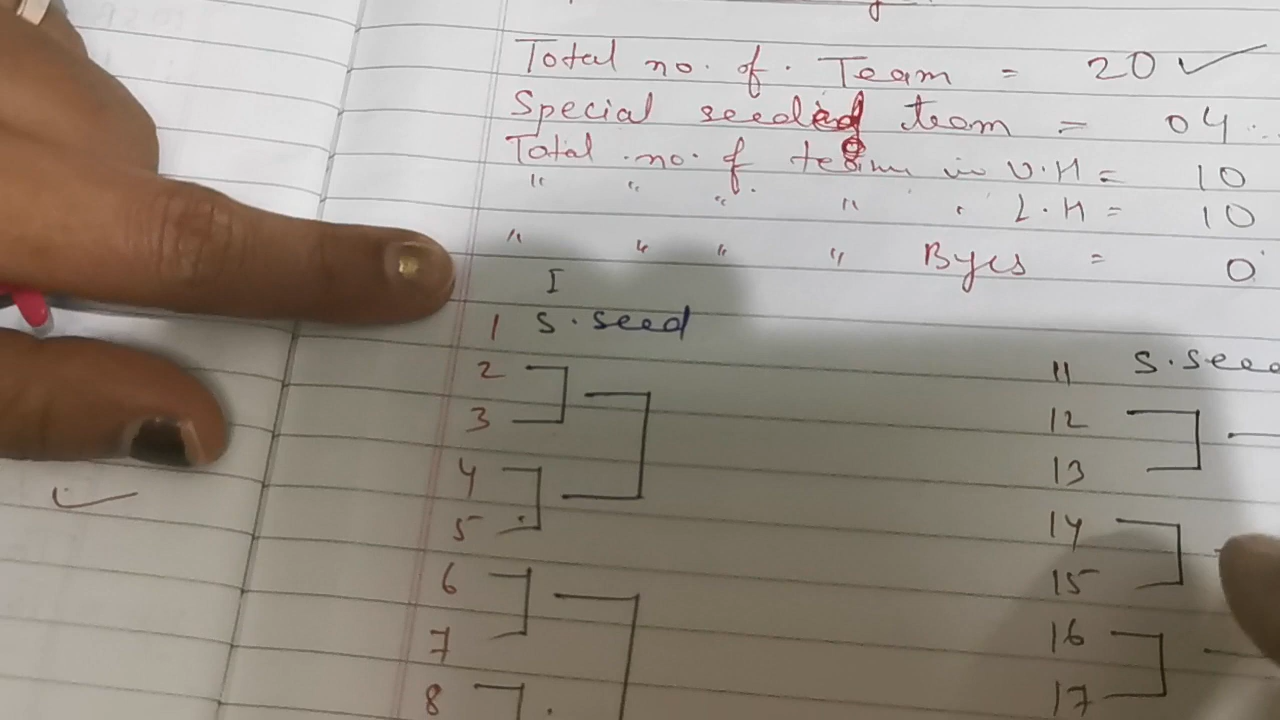 Total no. of. Team = 20 ✓
Special seeded team = 04
Total no. of team in U.H = 10
" " " " " L.H = 10
" " " " Byes = 0
I
1 S.seed
2
3
4
5
6
7
8
11 S.seed
12
13
14
15
16
17